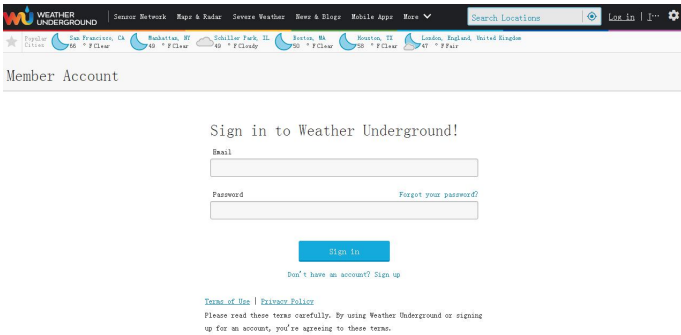 WEATHER UNDERGROUND Sensor Network Maps & Radar Severe Weather News & Blogs Mobile Apps More Search Locations Log in | J...
Popular Cities San Francisco, CA 66 ° F Clear Manhattan, NY 49 ° F Clear Schiller Park, IL 49 ° F Cloudy Boston, MA 50 ° F Clear Houston, TX 58 ° F Clear London, England, United Kingdom 47 ° F Fair
Member Account
Sign in to Weather Underground!
Email
Password Forgot your password?
Sign in
Don't have an account? Sign up
Terms of Use | Privacy Policy
Please read these terms carefully. By using Weather Underground or signing
up for an account, you're agreeing to these terms.